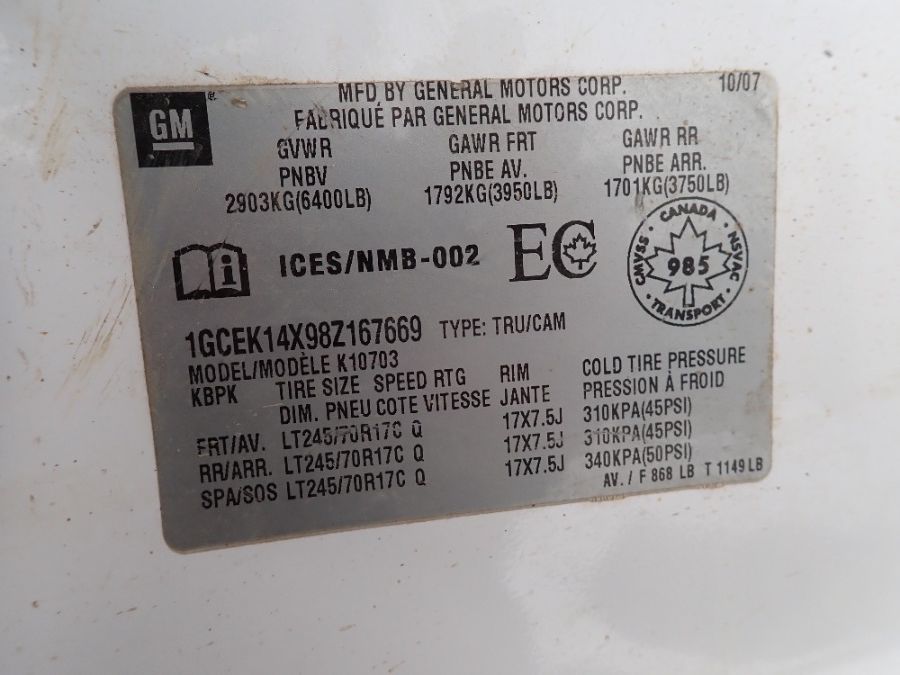 GM
MFD BY GENERAL MOTORS CORP. 10/07
FABRIQUÉ PAR GENERAL MOTORS CORP.
GVWR GAWR FRT GAWR RR
PNBV PNBE AV. PNBE ARR.
2903KG(6400LB) 1792KG(3950LB) 1701KG(3750LB)
ICES/NMB-002 EC
CANADA
CMVSS 985 NSVAC
TRANSPORT
1GCEK14X98Z167669 TYPE: TRU/CAM
MODEL/MODÈLE K10703
KBPK TIRE SIZE SPEED RTG RIM COLD TIRE PRESSURE
DIM. PNEU COTE VITESSE JANTE PRESSION À FROID
FRT/AV. LT245/70R17C Q 17X7.5J 310KPA(45PSI)
RR/ARR. LT245/70R17C Q 17X7.5J 310KPA(45PSI)
SPA/SOS LT245/70R17C Q 17X7.5J 340KPA(50PSI)
AV. / F 868 LB T 1149 LB